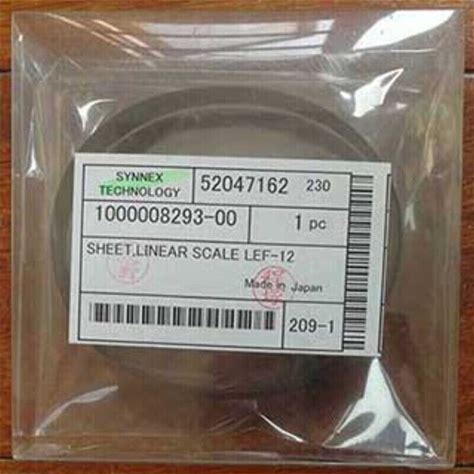 SYNNEX
TECHNOLOGY
52047162 230
1000008293-00
1 pc
SHEET,LINEAR SCALE LEF-12
Made in Japan
209-1